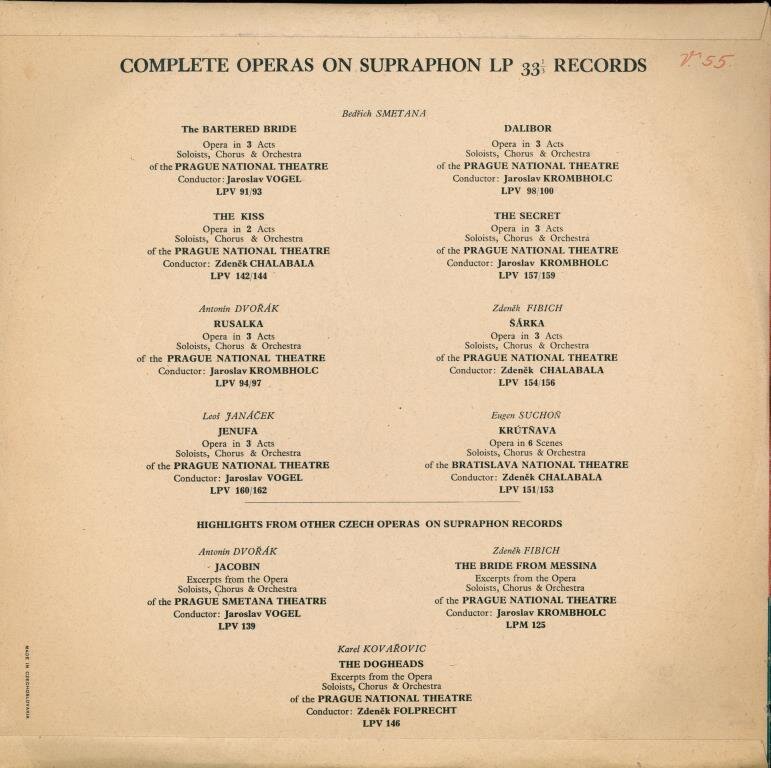 COMPLETE OPERAS ON SUPRAPHON LP 33⅓ RECORDS
V. 55.
Bedřich SMETANA
The BARTERED BRIDE
Opera in 3 Acts
Soloists, Chorus & Orchestra
of the PRAGUE NATIONAL THEATRE
Conductor: Jaroslav VOGEL
LPV 91/93
DALIBOR
Opera in 3 Acts
Soloists, Chorus & Orchestra
of the PRAGUE NATIONAL THEATRE
Conductor: Jaroslav KROMBHOLC
LPV 98/100
THE KISS
Opera in 2 Acts
Soloists, Chorus & Orchestra
of the PRAGUE NATIONAL THEATRE
Conductor: Zdeněk CHALABALA
LPV 142/144
THE SECRET
Opera in 3 Acts
Soloists, Chorus & Orchestra
of the PRAGUE NATIONAL THEATRE
Conductor: Jaroslav KROMBHOLC
LPV 157/159
Antonín DVOŘÁK
RUSALKA
Opera in 3 Acts
Soloists, Chorus & Orchestra
of the PRAGUE NATIONAL THEATRE
Conductor: Jaroslav KROMBHOLC
LPV 94/97
Zdeněk FIBICH
ŠÁRKA
Opera in 3 Acts
Soloists, Chorus & Orchestra
of the PRAGUE NATIONAL THEATRE
Conductor: Zdeněk CHALABALA
LPV 154/156
Leoš JANÁČEK
JENUFA
Opera in 3 Acts
Soloists, Chorus & Orchestra
of the PRAGUE NATIONAL THEATRE
Conductor: Jaroslav VOGEL
LPV 160/162
Eugen SUCHOŇ
KRÚTŇAVA
Opera in 6 Scenes
Soloists, Chorus & Orchestra
of the BRATISLAVA NATIONAL THEATRE
Conductor: Zdeněk CHALABALA
LPV 151/153
HIGHLIGHTS FROM OTHER CZECH OPERAS ON SUPRAPHON RECORDS
Antonín DVOŘÁK
JACOBIN
Excerpts from the Opera
Soloists, Chorus & Orchestra
of the PRAGUE SMETANA THEATRE
Conductor: Jaroslav VOGEL
LPV 139
Zdeněk FIBICH
THE BRIDE FROM MESSINA
Excerpts from the Opera
Soloists, Chorus & Orchestra
of the PRAGUE NATIONAL THEATRE
Conductor: Jaroslav KROMBHOLC
LPM 125
Karel KOVAŘOVIC
THE DOGHEADS
Excerpts from the Opera
Soloists, Chorus & Orchestra
of the PRAGUE NATIONAL THEATRE
Conductor: Zdeněk FOLPRECHT
LPV 146
MADE IN CZECHOSLOVAKIA